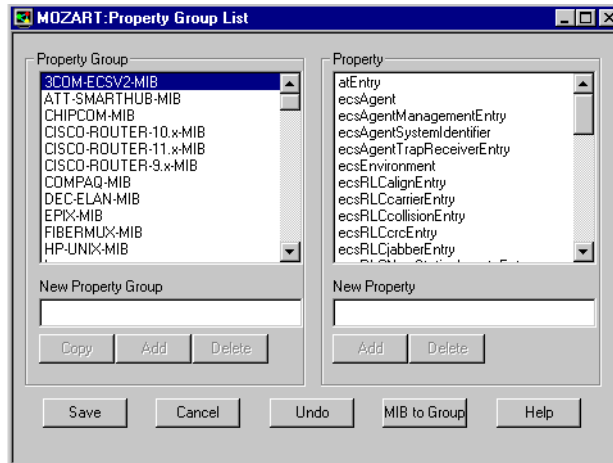 MOZART:Property Group List
Property Group
3COM-ECSV2-MIB
ATT-SMARTHUB-MIB
CHIPCOM-MIB
CISCO-ROUTER-10.x-MIB
CISCO-ROUTER-11.x-MIB
CISCO-ROUTER-9.x-MIB
COMPAQ-MIB
DEC-ELAN-MIB
EPIX-MIB
FIBERMUX-MIB
HP-UNIX-MIB
New Property Group
Copy Add Delete
Property
atEntry
ecsAgent
ecsAgentManagementEntry
ecsAgentSystemIdentifier
ecsAgentTrapReceiverEntry
ecsEnvironment
ecsRLCalignEntry
ecsRLCcarrierEntry
ecsRLCcollisionEntry
ecsRLCcrcEntry
ecsRLCjabberEntry
New Property
Add Delete
Save Cancel Undo MIB to Group Help